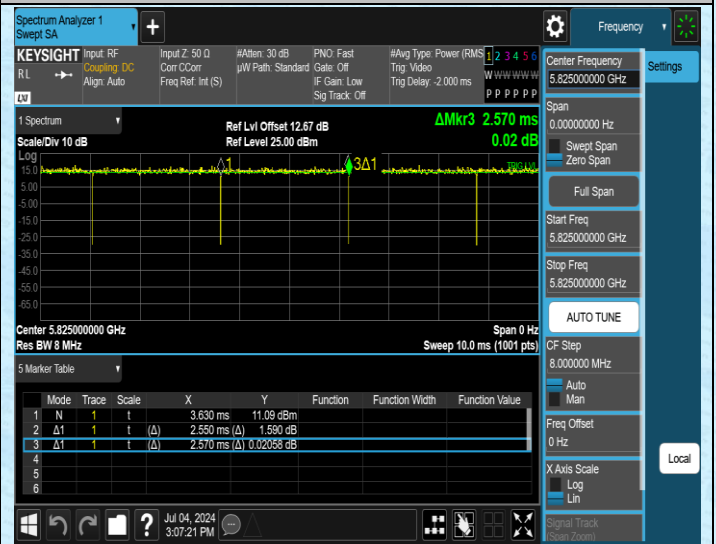 Spectrum Analyzer 1
Swept SA
+
Frequency
KEYSIGHT
RL
LXI
Input: RF
Coupling: DC
Align: Auto
Input Z: 50 Ω
Corr CCorr
Freq Ref: Int (S)
#Atten: 30 dB
µW Path: Standard
PNO: Fast
Gate: Off
IF Gain: Low
Sig Track: Off
#Avg Type: Power (RMS
Trig: Video
Trig Delay: -2.000 ms
1 2 3 4 5 6
W W W W W W
P P P P P P
1 Spectrum
Scale/Div 10 dB
Ref Lvl Offset 12.67 dB
Ref Level 25.00 dBm
ΔMkr3 2.570 ms
0.02 dB
Log
15.0
5.00
-5.00
-15.0
-25.0
-35.0
-45.0
-55.0
-65.0
1
3Δ1
TRIG LVL
Center 5.825000000 GHz
Span 0 Hz
Res BW 8 MHz
Sweep 10.0 ms (1001 pts)
5 Marker Table
Mode Trace Scale X Y Function Function Width Function Value
1 N 1 t 3.630 ms 11.09 dBm
2 Δ1 1 t (Δ) 2.550 ms (Δ) 1.590 dB
3 Δ1 1 t (Δ) 2.570 ms (Δ) 0.02058 dB
4
5
6
?
Jul 04, 2024
3:07:21 PM
Center Frequency
5.825000000 GHz
Span
0.00000000 Hz
Swept Span
Zero Span
Full Span
Start Freq
5.825000000 GHz
Stop Freq
5.825000000 GHz
AUTO TUNE
CF Step
8.000000 MHz
Auto
Man
Freq Offset
0 Hz
X Axis Scale
Log
Lin
Signal Track
(Span Zoom)
Settings
Local